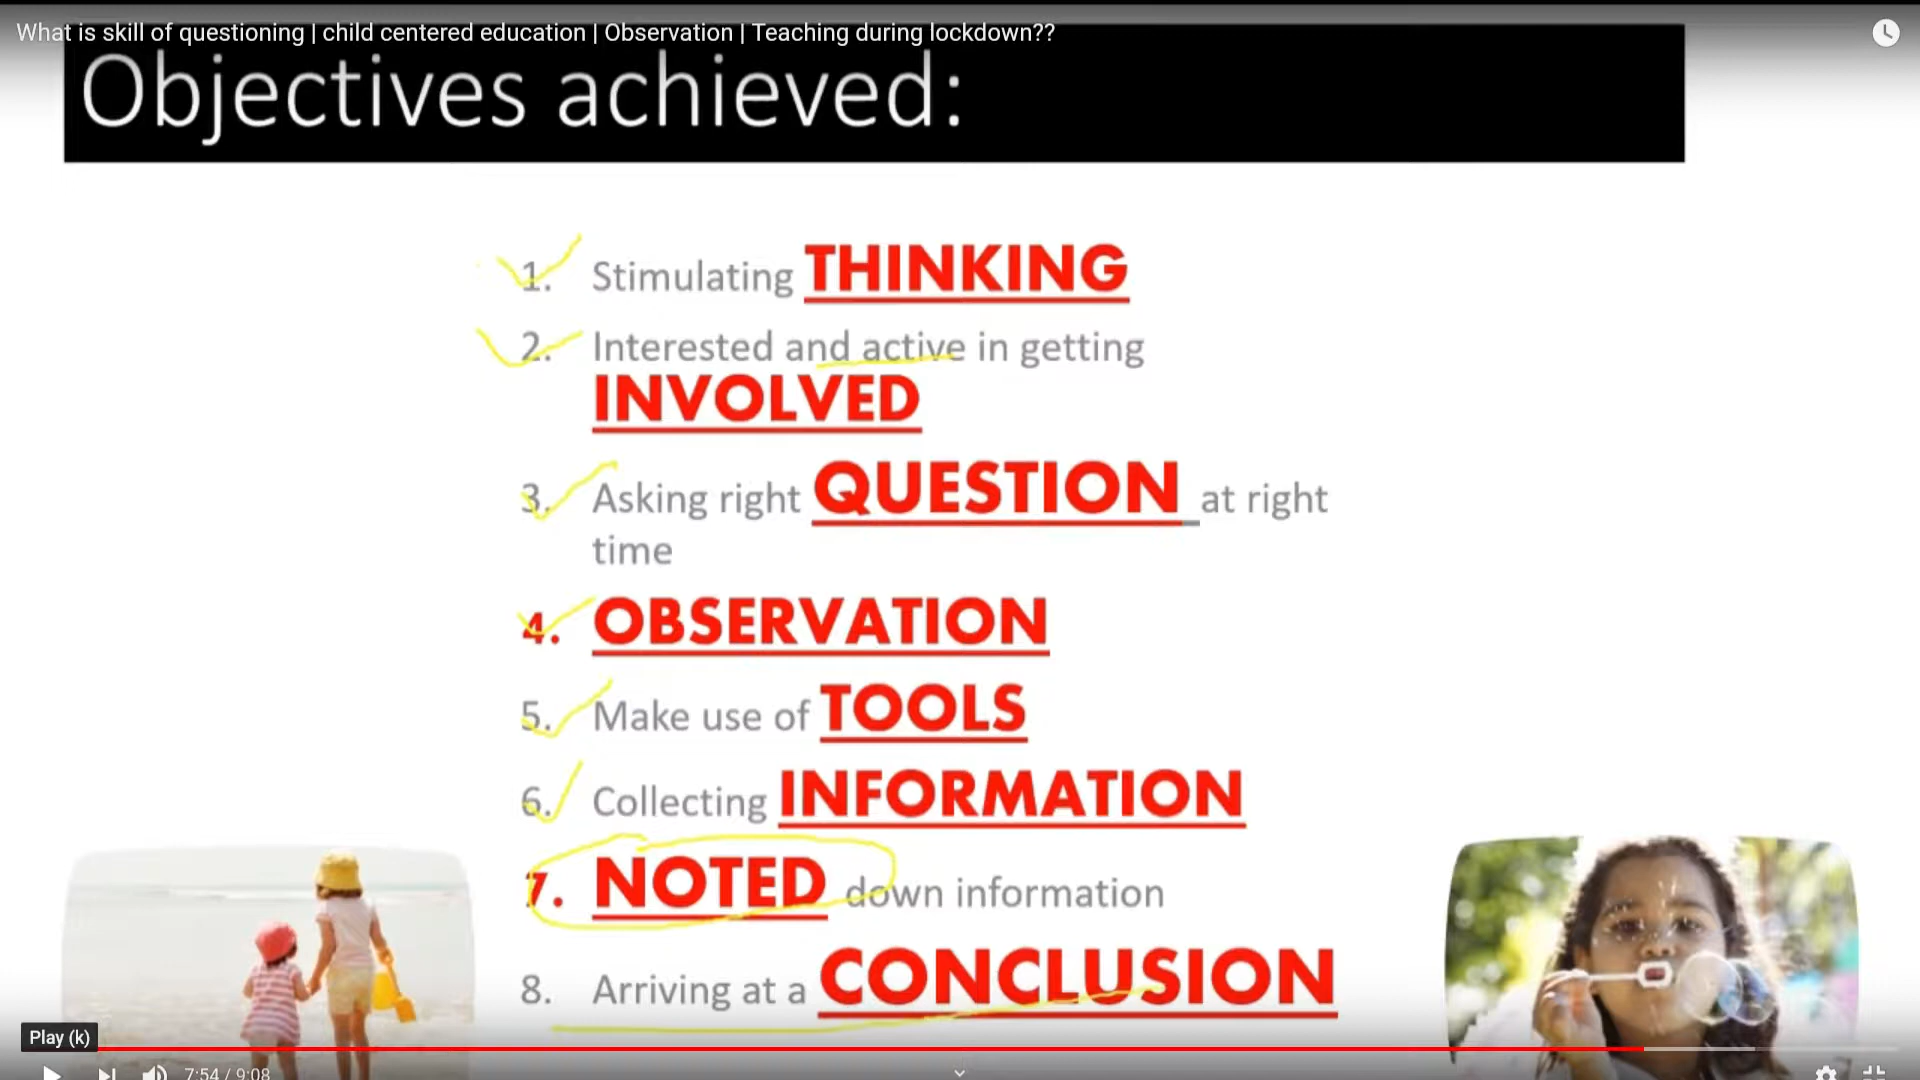 What is skill of questioning | child centered education | Observation | Teaching during lockdown??
Objectives achieved:
1. Stimulating THINKING
2. Interested and active in getting
INVOLVED
3. Asking right QUESTION at right
time
4. OBSERVATION
5. Make use of TOOLS
6. Collecting INFORMATION
7. NOTED down information
8. Arriving at a CONCLUSION
Play (k)
7:54 / 9:08